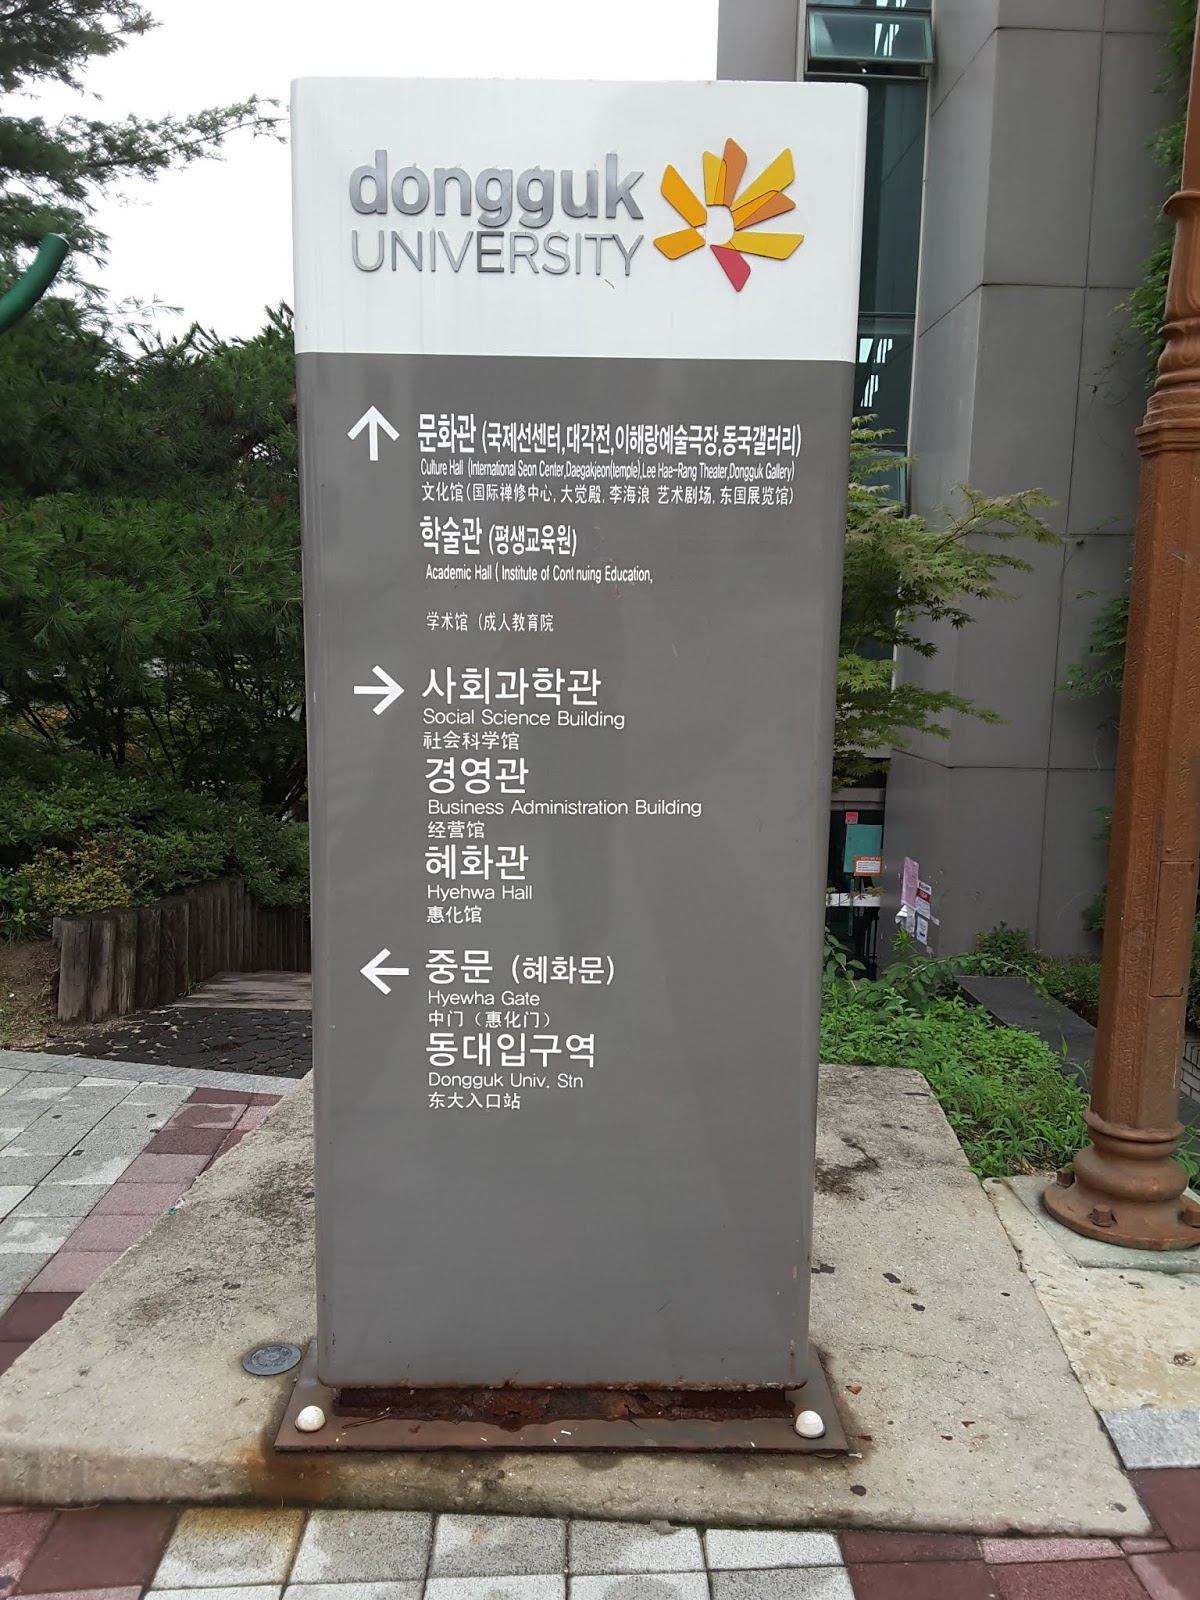 dongguk
UNIVERSITY
문화관 (국제선센터,대각전,이해랑예술극장,동국갤러리)
Culture Hall (International Seon Center,Daegakjeon(temple),Lee Hae-Rang Theater,Dongguk Gallery)
文化馆(国际禅修中心, 大觉殿, 李海浪 艺术剧场, 东国展览馆)
학술관 (평생교육원)
Academic Hall ( Institute of Cont nuing Education,
学术馆 (成人教育院
사회과학관
Social Science Building
社会科学馆
경영관
Business Administration Building
经营馆
혜화관
Hyehwa Hall
惠化馆
중문 (혜화문)
Hyewha Gate
中门 (惠化门)
동대입구역
Dongguk Univ. Stn
东大入口站